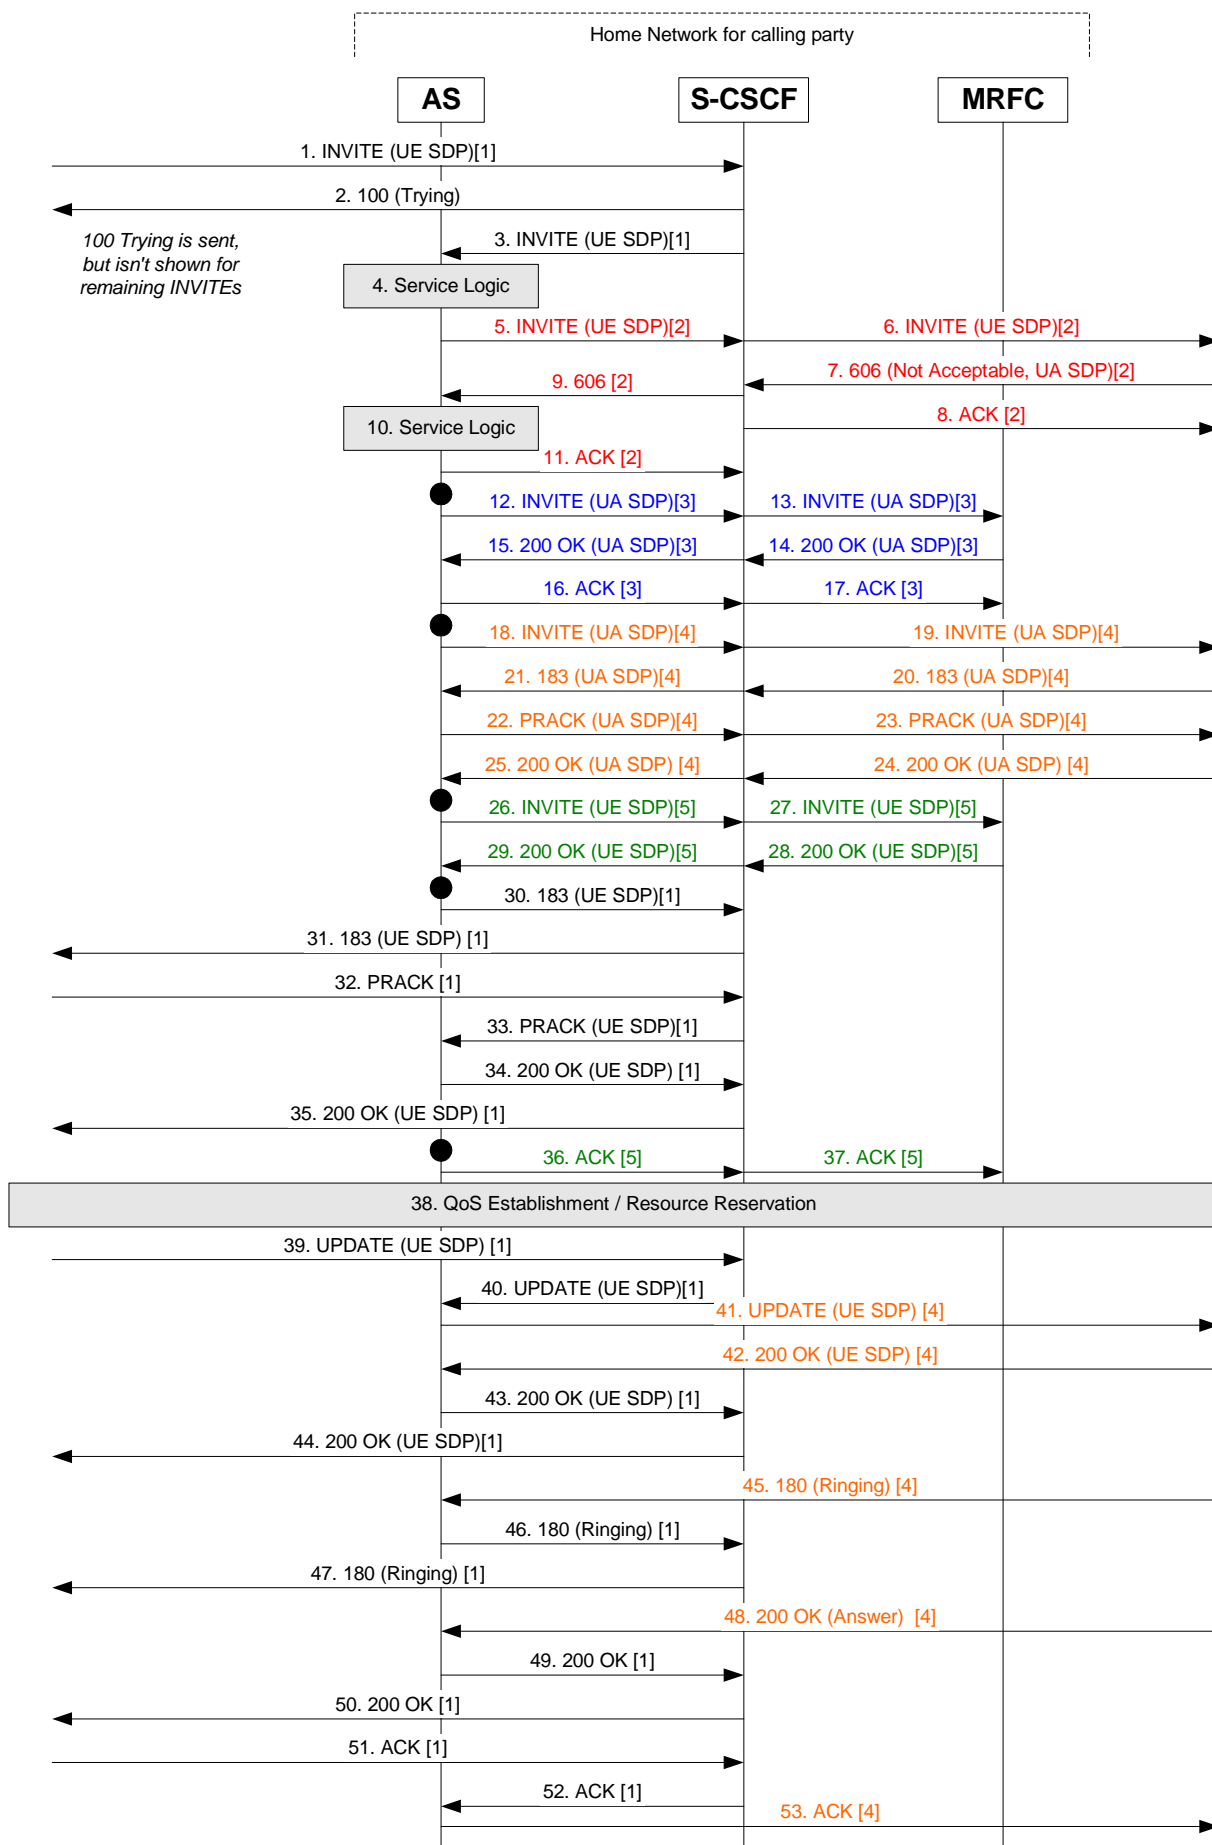 Home Network for calling party
AS
S-CSCF
MRFC
1. INVITE (UE SDP)[1]
2. 100 (Trying)
100 Trying is sent,
but isn't shown for
remaining INVITEs
3. INVITE (UE SDP)[1]
4. Service Logic
5. INVITE (UE SDP)[2]
6. INVITE (UE SDP)[2]
7. 606 (Not Acceptable, UA SDP)[2]
9. 606 [2]
8. ACK [2]
10. Service Logic
11. ACK [2]
12. INVITE (UA SDP)[3]
13. INVITE (UA SDP)[3]
15. 200 OK (UA SDP)[3]
14. 200 OK (UA SDP)[3]
16. ACK [3]
17. ACK [3]
18. INVITE (UA SDP)[4]
19. INVITE (UA SDP)[4]
21. 183 (UA SDP)[4]
20. 183 (UA SDP)[4]
22. PRACK (UA SDP)[4]
23. PRACK (UA SDP)[4]
25. 200 OK (UA SDP) [4]
24. 200 OK (UA SDP) [4]
26. INVITE (UE SDP)[5]
27. INVITE (UE SDP)[5]
29. 200 OK (UE SDP)[5]
28. 200 OK (UE SDP)[5]
30. 183 (UE SDP)[1]
31. 183 (UE SDP) [1]
32. PRACK [1]
33. PRACK (UE SDP)[1]
34. 200 OK (UE SDP) [1]
35. 200 OK (UE SDP) [1]
36. ACK [5]
37. ACK [5]
38. QoS Establishment / Resource Reservation
39. UPDATE (UE SDP) [1]
40. UPDATE (UE SDP)[1]
41. UPDATE (UE SDP) [4]
42. 200 OK (UE SDP) [4]
43. 200 OK (UE SDP) [1]
44. 200 OK (UE SDP)[1]
45. 180 (Ringing) [4]
46. 180 (Ringing) [1]
47. 180 (Ringing) [1]
48. 200 OK (Answer)  [4]
49. 200 OK [1]
50. 200 OK [1]
51. ACK [1]
52. ACK [1]
53. ACK [4]